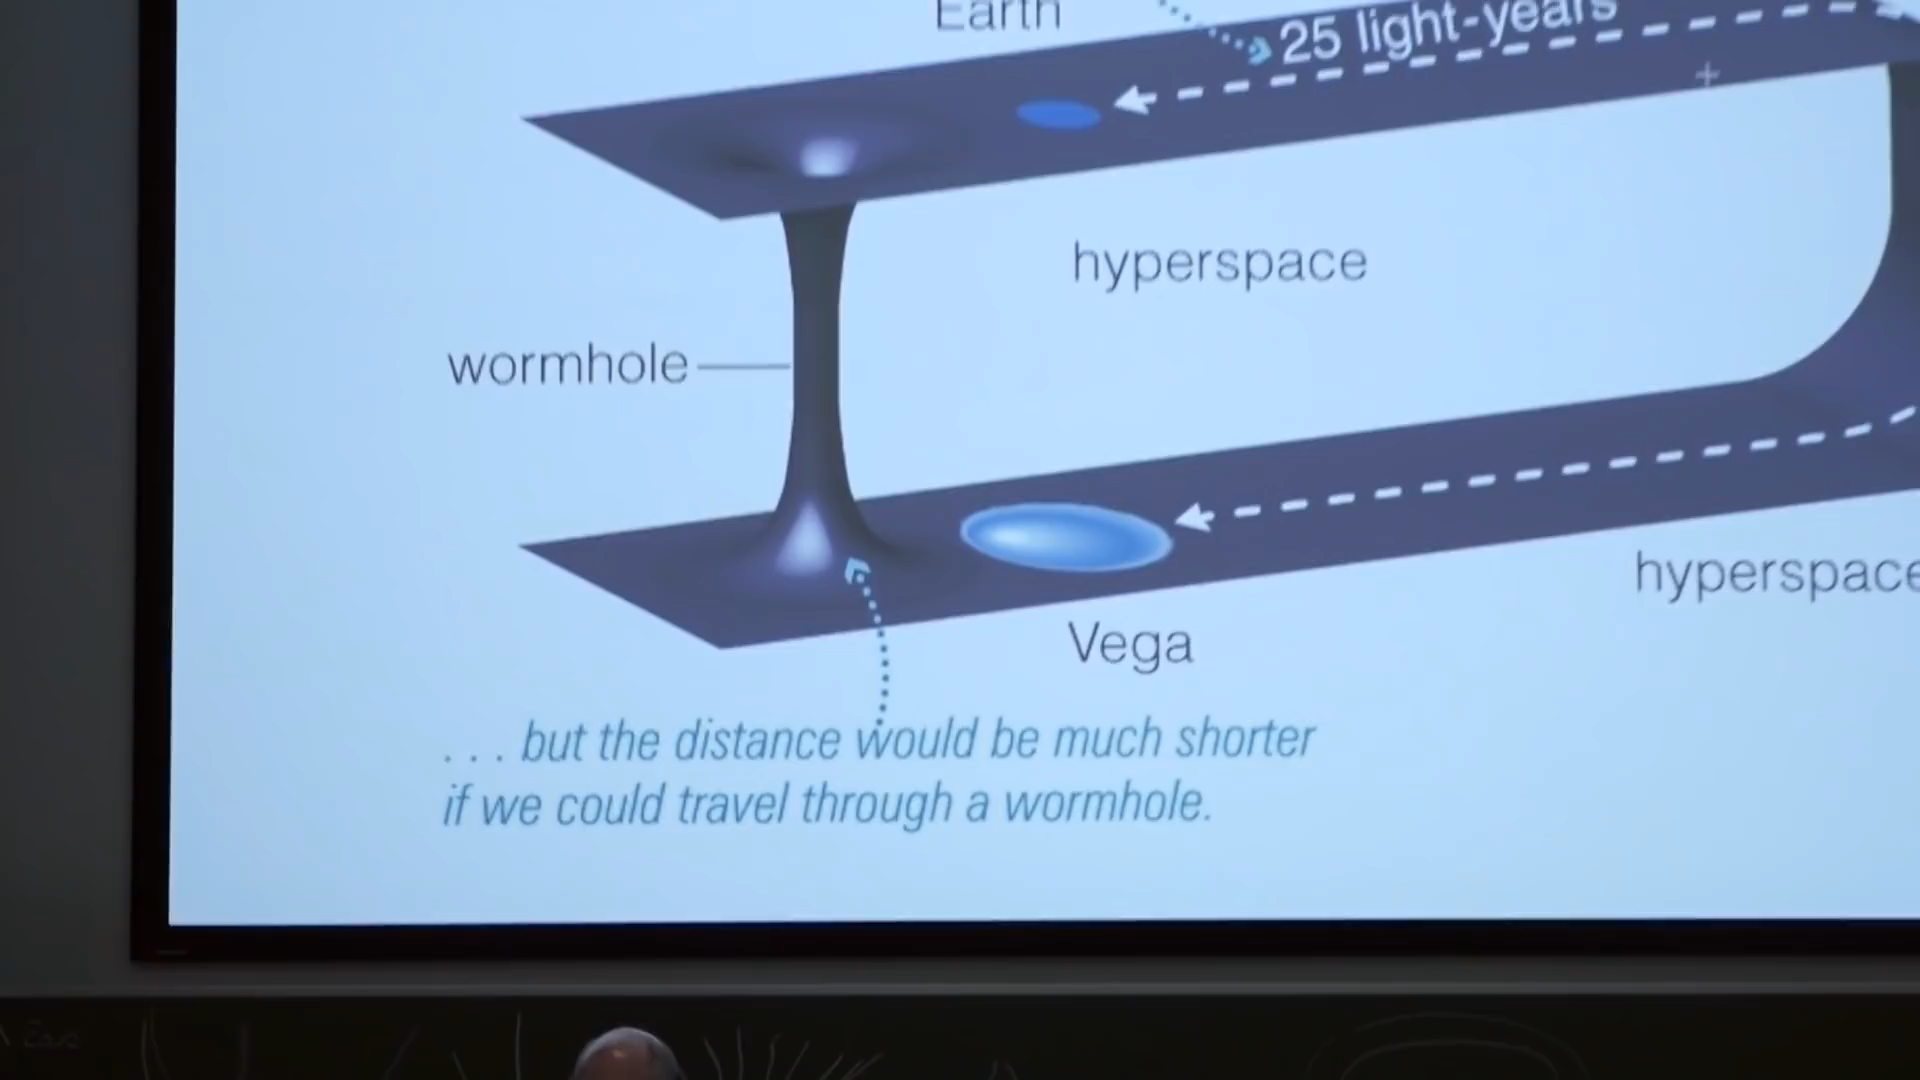 Earth
25 light-years
hyperspace
wormhole
hyperspace
Vega
. . . but the distance would be much shorter
if we could travel through a wormhole.